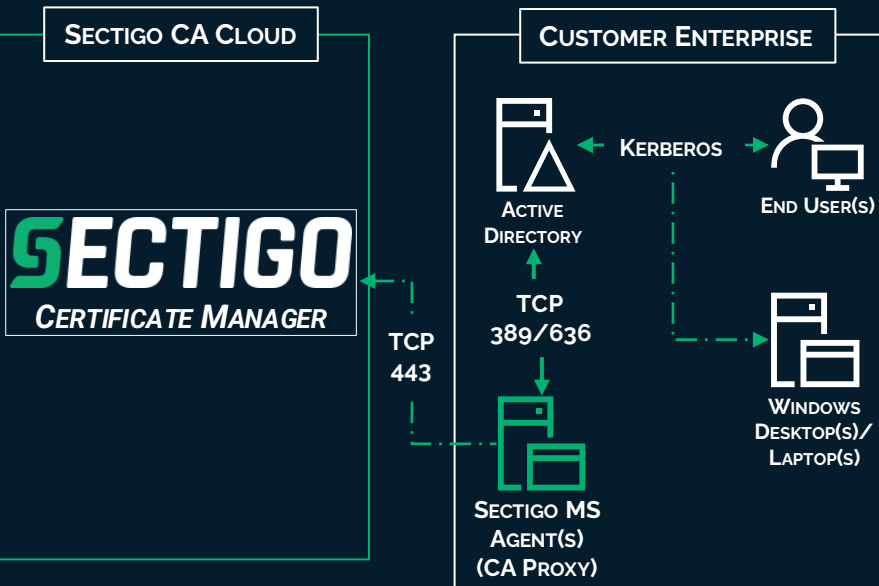 SECTIGO CA CLOUD
CUSTOMER ENTERPRISE
KERBEROS
ACTIVE
DIRECTORY
END USER(S)
SECTIGO
CERTIFICATE MANAGER
TCP
443
TCP
389/636
WINDOWS
DESKTOP(S)/
LAPTOP(S)
SECTIGO MS
AGENT(S)
(CA PROXY)